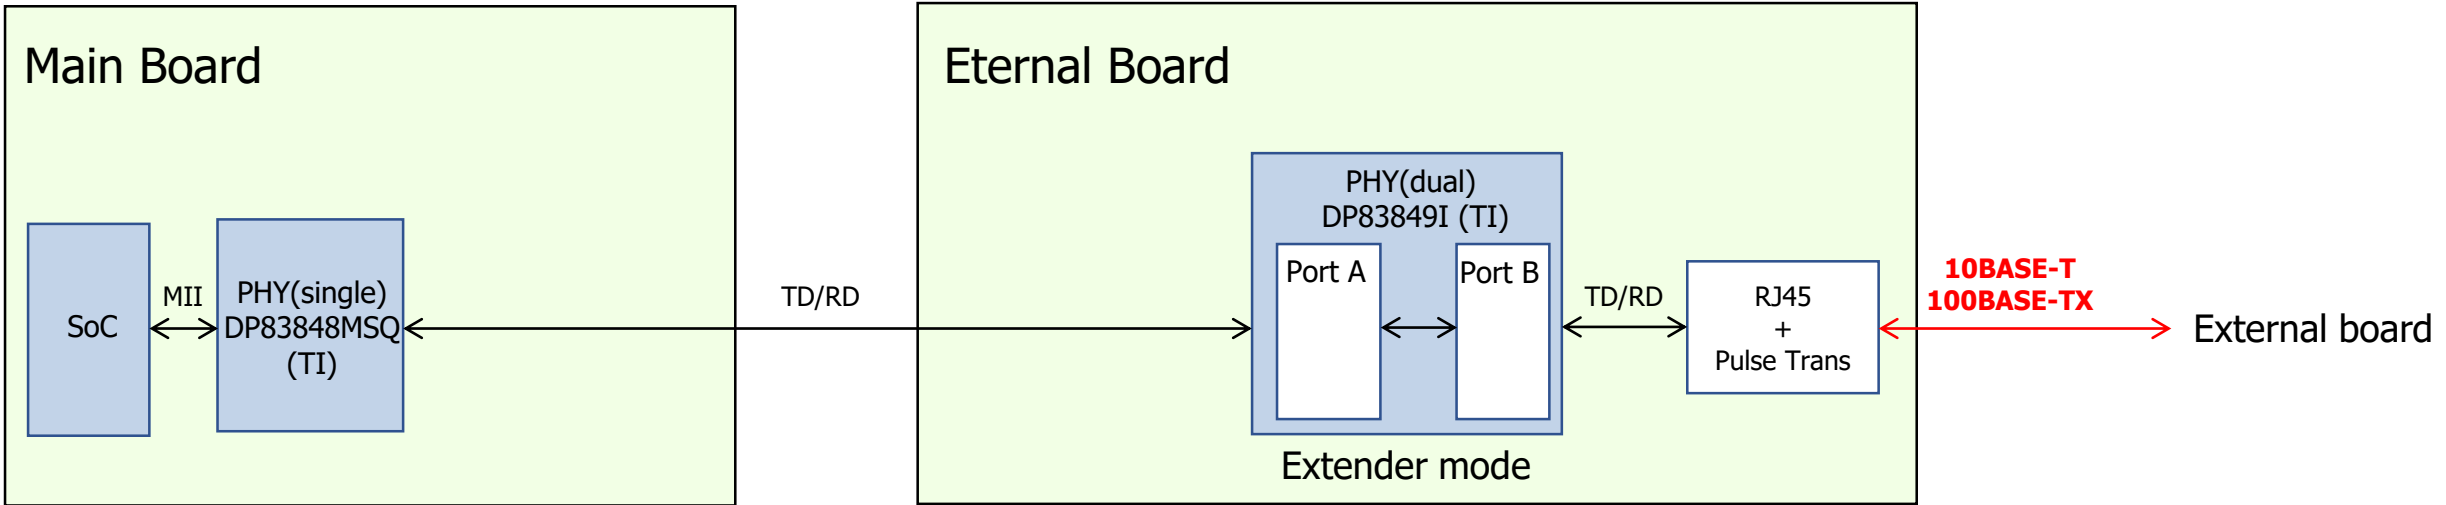 Main Board
SoC
MII
PHY(single)
DP83848MSQ
(TI)
TD/RD
Eternal Board
PHY(dual)
DP83849I (TI)
Port A
Port B
Extender mode
TD/RD
RJ45
+
Pulse Trans
10BASE-T
100BASE-TX
External board